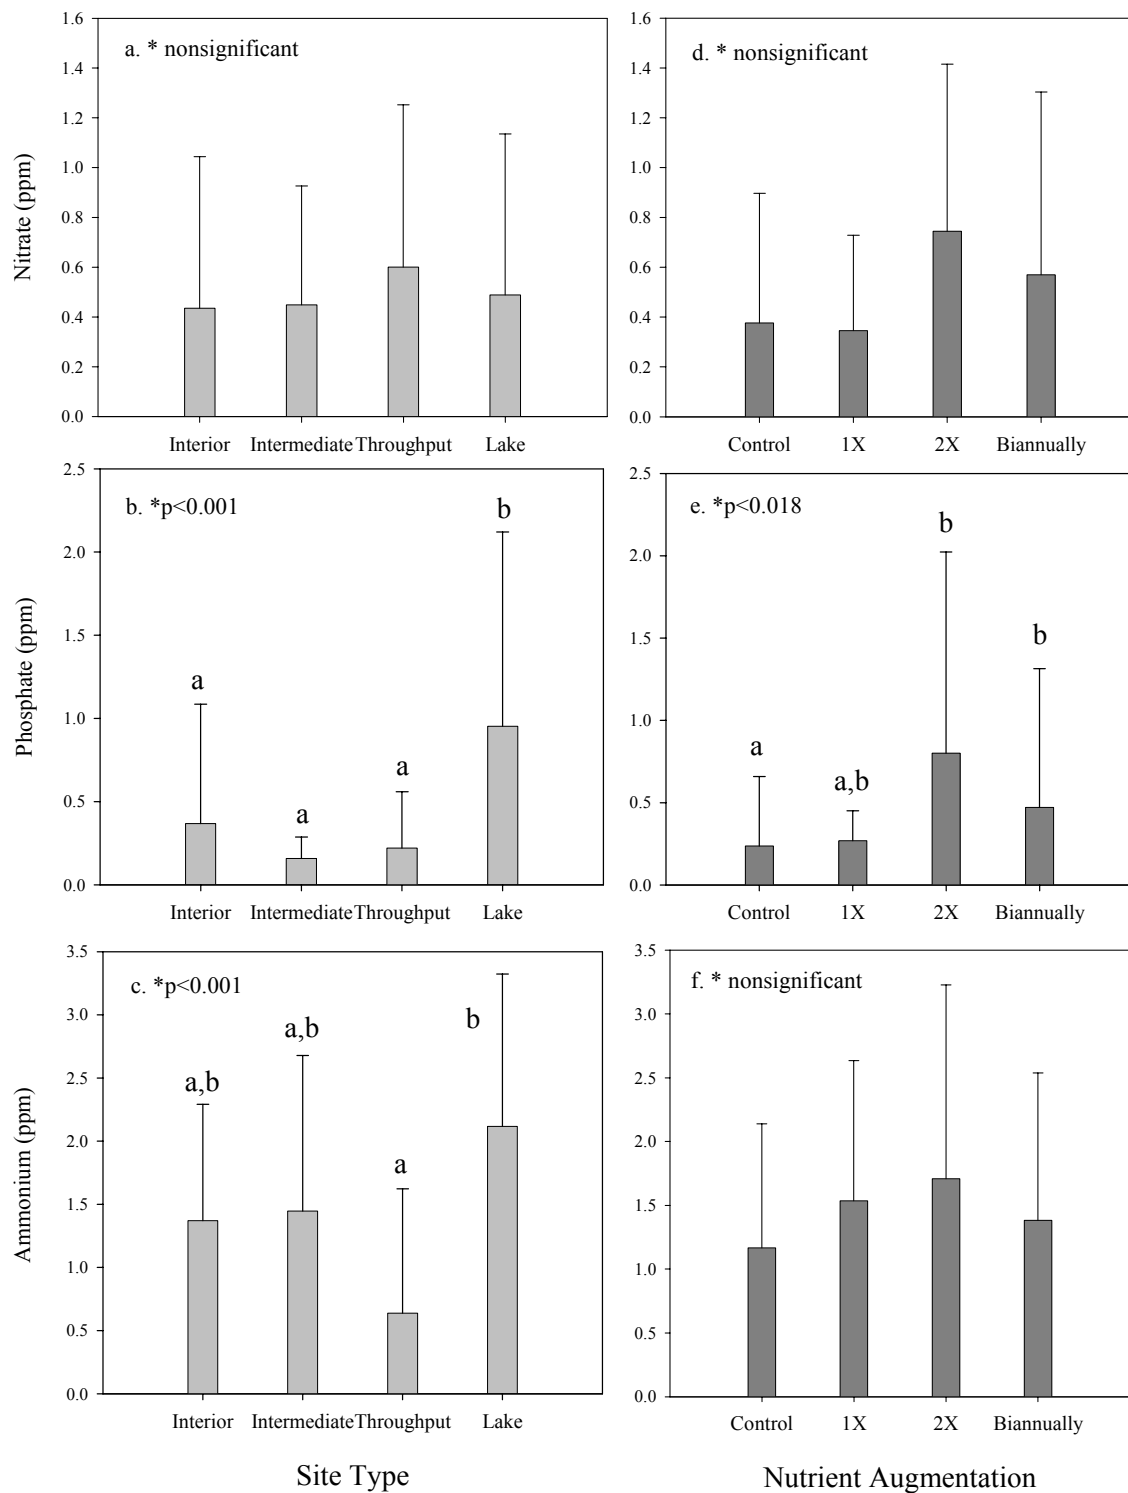 1.6
1.4
1.2
1.0
0.8
0.6
0.4
0.2
0.0
Nitrate (ppm)
a. * nonsignificant
Interior Intermediate Throughput Lake
1.6
1.4
1.2
1.0
0.8
0.6
0.4
0.2
0.0
d. * nonsignificant
Control 1X 2X Biannually
2.5
2.0
1.5
1.0
0.5
0.0
Phosphate (ppm)
b. *p<0.001
a
a
a
b
Interior Intermediate Throughput Lake
2.5
2.0
1.5
1.0
0.5
0.0
e. *p<0.018
a
a,b
b
b
Control 1X 2X Biannually
3.5
3.0
2.5
2.0
1.5
1.0
0.5
0.0
Ammonium (ppm)
c. *p<0.001
a,b
a,b
a
b
Interior Intermediate Throughput Lake
Site Type
3.5
3.0
2.5
2.0
1.5
1.0
0.5
0.0
f. * nonsignificant
Control 1X 2X Biannually
Nutrient Augmentation